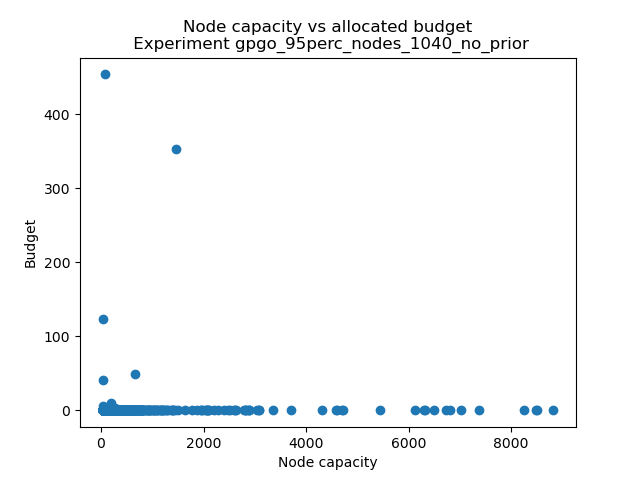 Node capacity vs allocated budget
Experiment gpgo_95perc_nodes_1040_no_prior
400
300
200
100
0
Budget
0 2000 4000 6000 8000
Node capacity